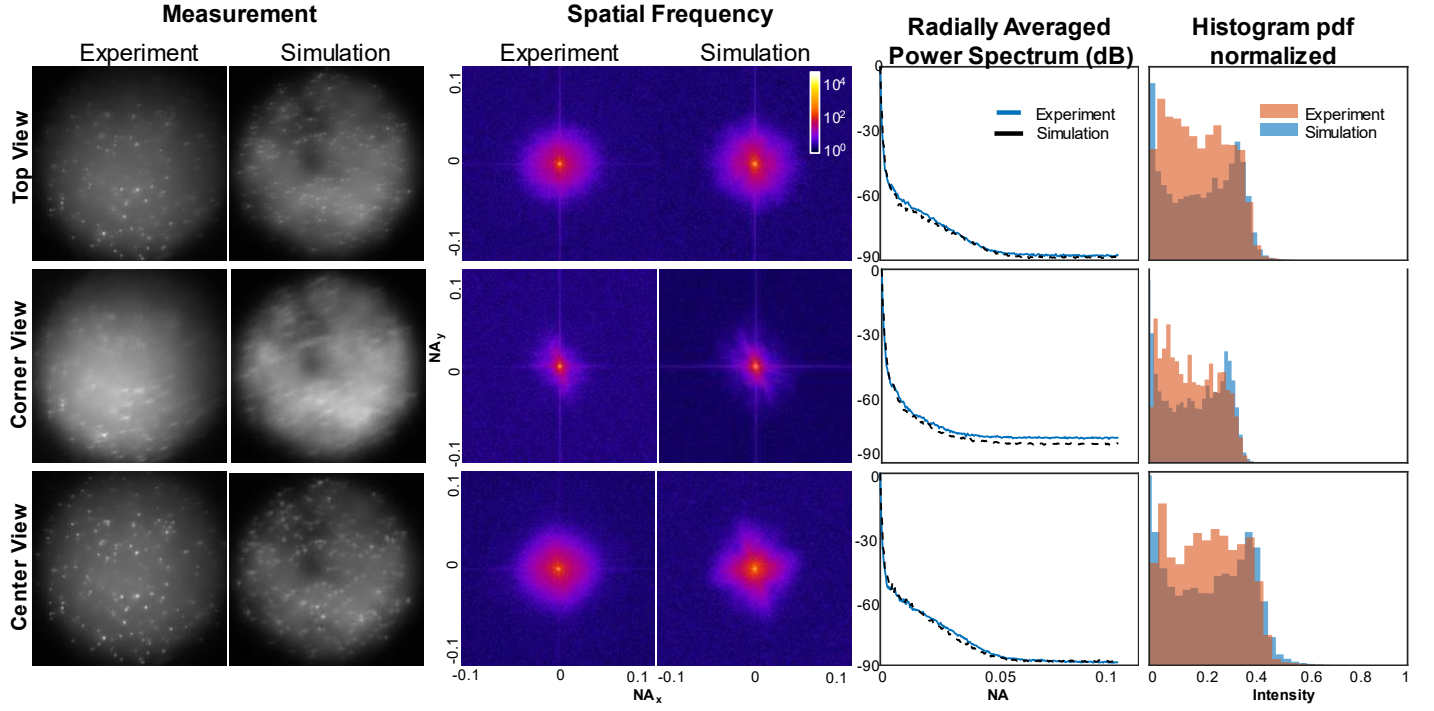 Measurement
Spatial Frequency
Radially Averaged
Power Spectrum (dB)
Histogram pdf
normalized
Experiment
Simulation
Experiment
Simulation
Top View
0.1
0
-0.1
10⁴
10²
10⁰
0
-30
-60
-90
Experiment
Simulation
Experiment
Simulation
Corner View
NAy
0.1
0
-0.1
0
-30
-60
-90
Center View
0.1
0
-0.1
0
-30
-60
-90
-0.1
0
0.1
-0.1
0
0.1
NAx
0
0.05
0.1
NA
0
0.2
0.4
0.6
0.8
1
Intensity